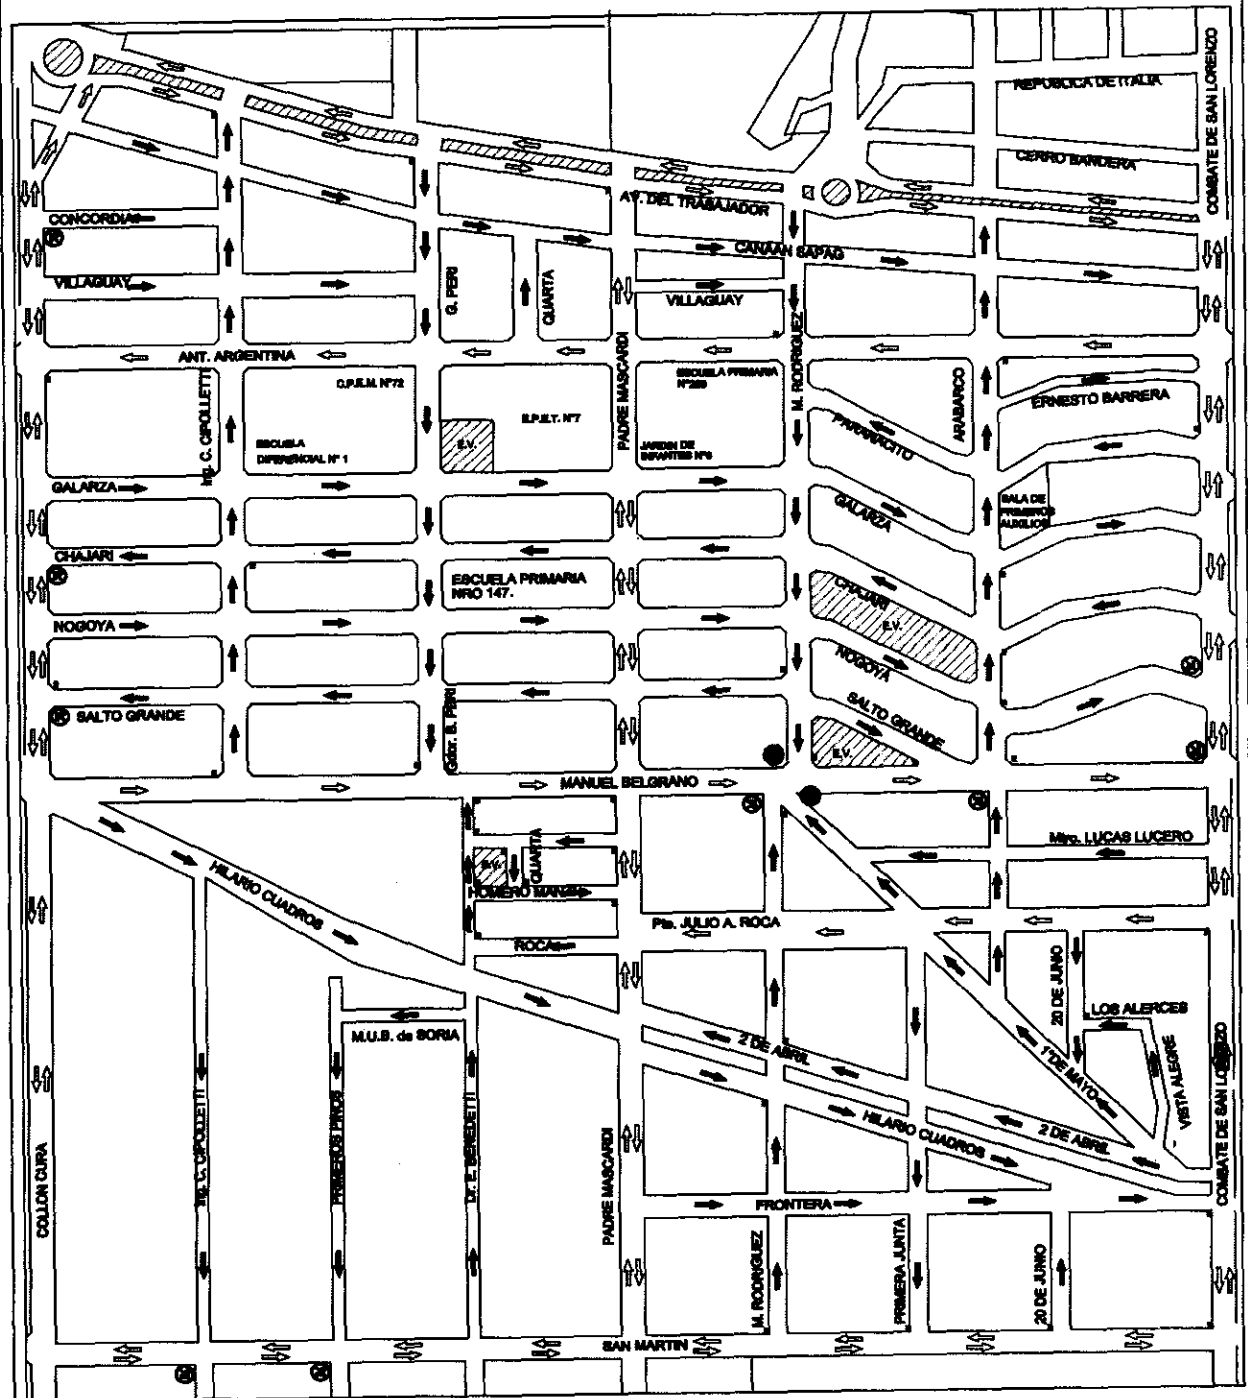 COMBATE DE SAN LORENZO
REPUBLICA DE ITALIA
CERRO BANDERA
AV. DEL TRABAJADOR
CONCORDIA
CANAAN SAPAG
VILLAGUAY
G. PERI
QUARTA
VILLAGUAY
M. RODRIGUEZ
ANT. ARGENTINA
PADRE MASCARDI
Ing. C. CIPOLLETTI
C.P.E.M. N°72
ESCUELA
DIFERENCIAL N° 1
E.V.
E.P.E.T. N°7
ESCUELA PRIMARIA
JARDIN DE
INFANTES N°6
ARABARCO
ERNESTO BARRERA
PARANACITO
GALARZA
GALARZA
SALA DE
PRIMEROS
AUXILIOS
CHAJARI
CHAJARI
ESCUELA PRIMARIA
NRO 147.
E.V.
NOGOYA
NOGOYA
SALTO GRANDE
SALTO GRANDE
Gdor. B. PERI
E.V.
MANUEL BELGRANO
QUARTA
Mtro. LUCAS LUCERO
E.V.
HILARIO CUADROS
HOMERO MANZI
Pte. JULIO A. ROCA
ROCA
20 DE JUNIO
LOS ALERCES
M.U.B. de SORIA
2 DE ABRIL
1° DE MAYO
VISTA ALEGRE
COMBATE DE SAN LORENZO
HILARIO CUADROS
2 DE ABRIL
COLLON CURA
Ing. C. CIPOLLETTI
PRIMEROS PINOS
Dr. E. BENEDETTI
PADRE MASCARDI
FRONTERA
M. RODRIGUEZ
PRIMERA JUNTA
20 DE JUNIO
SAN MARTIN